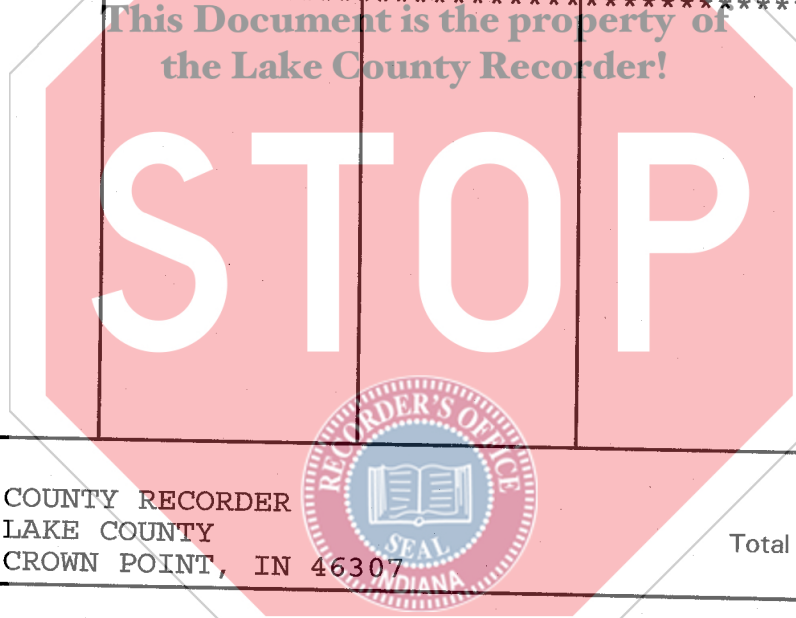 ************************
This Document is the property of
the Lake County Recorder!
STOP
RECORDER'S OFFICE
SEAL
INDIANA
COUNTY RECORDER
LAKE COUNTY
CROWN POINT, IN 46307
Total